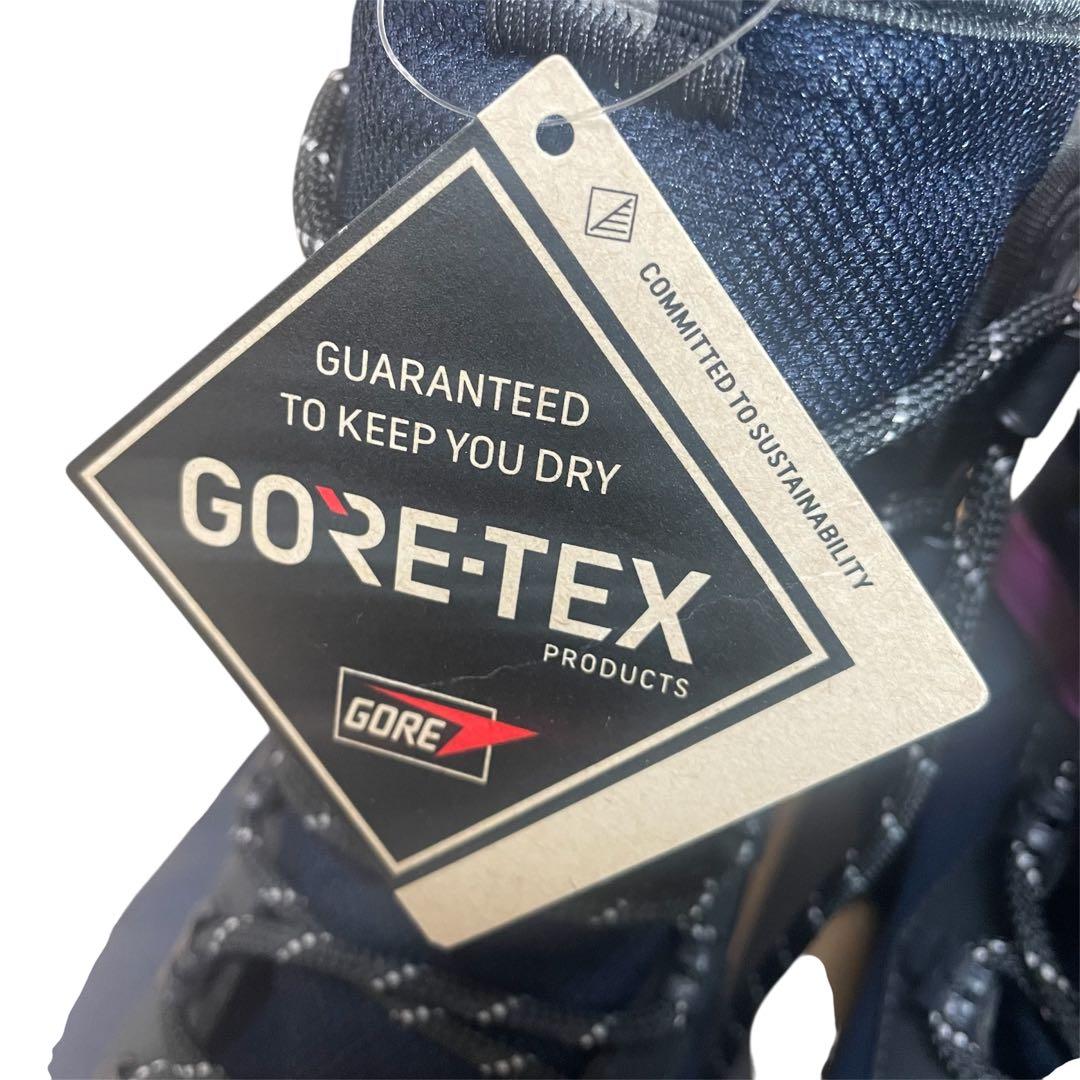 COMMITTED TO SUSTAINABILITY
GUARANTEED
TO KEEP YOU DRY
GORE-TEX
PRODUCTS
GORE